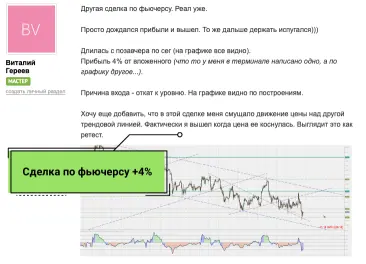 Другая сделка по фьючерсу. Реал уже.
BV
Просто дождался прибыли и вышел. То же дальше держать испугался)))
Длилась с позавчера по сег (на графике все видно).
Виталий
Гереев
Прибыль 4% от вложенного (что то у меня в терминале написано одно, а по
графику другое...).
МАСТЕР
создать личный раздел
Причина входа - откат к уровню. На графике видно по построениям.
Хочу еще добавить, что в этой сделке меня смущало движение цены над другой
трендовой линией. Фактически я вышел когда цена ее коснулась. Выглядит это как
ретест.
Сделка по фьючерсу +4%